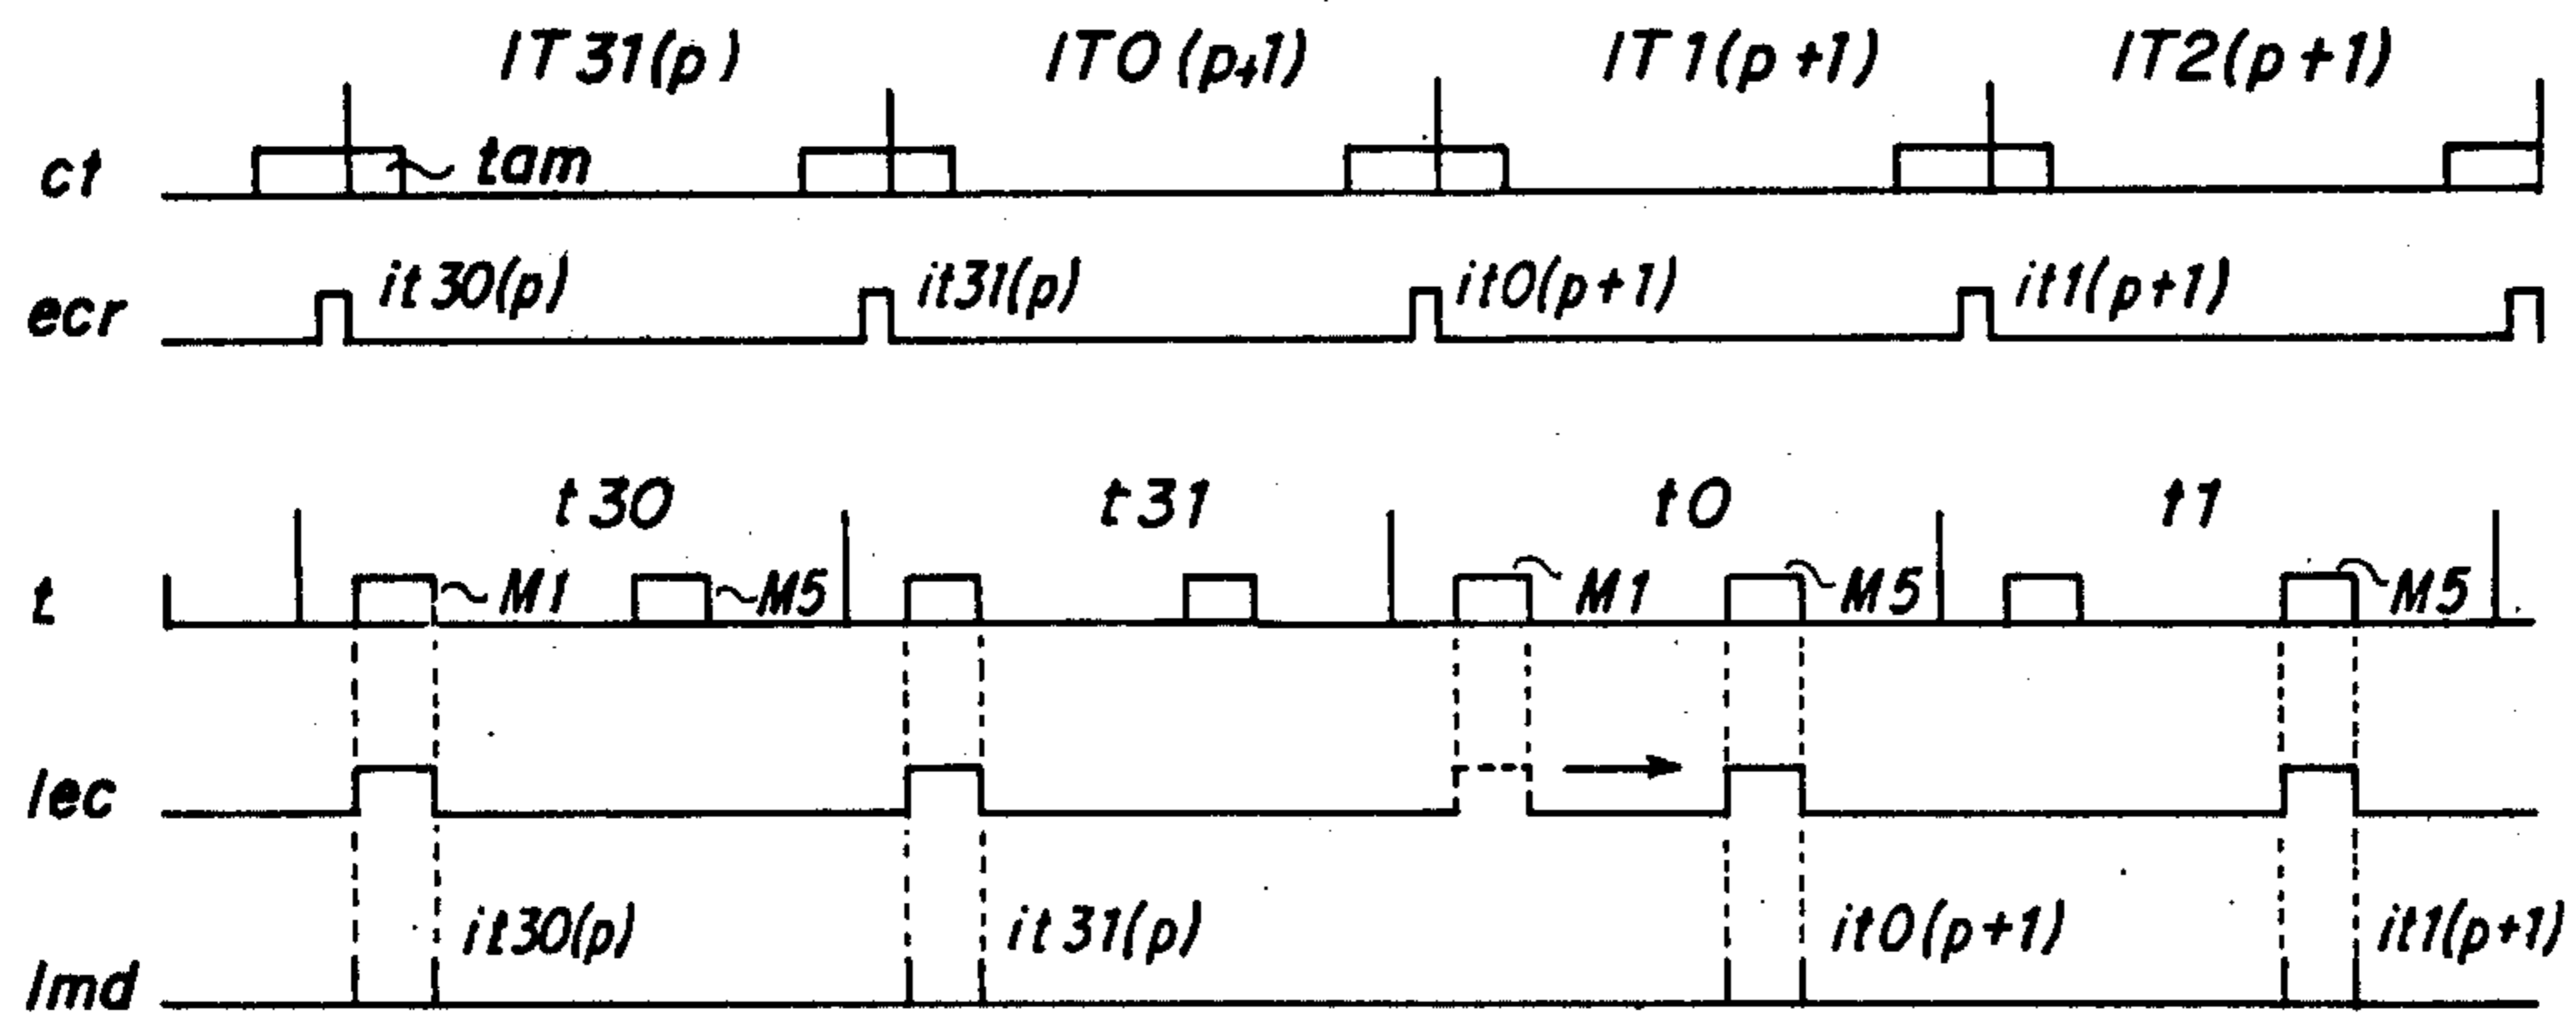 IT31(p) IT0(p+1) IT1(p+1) IT2(p+1)
ct tam
ecr it30(p) it31(p) it0(p+1) it1(p+1)
t30 t31 t0 t1
t M1 M5 M1 M5 M5
lec
lmd it30(p) it31(p) it0(p+1) it1(p+1)